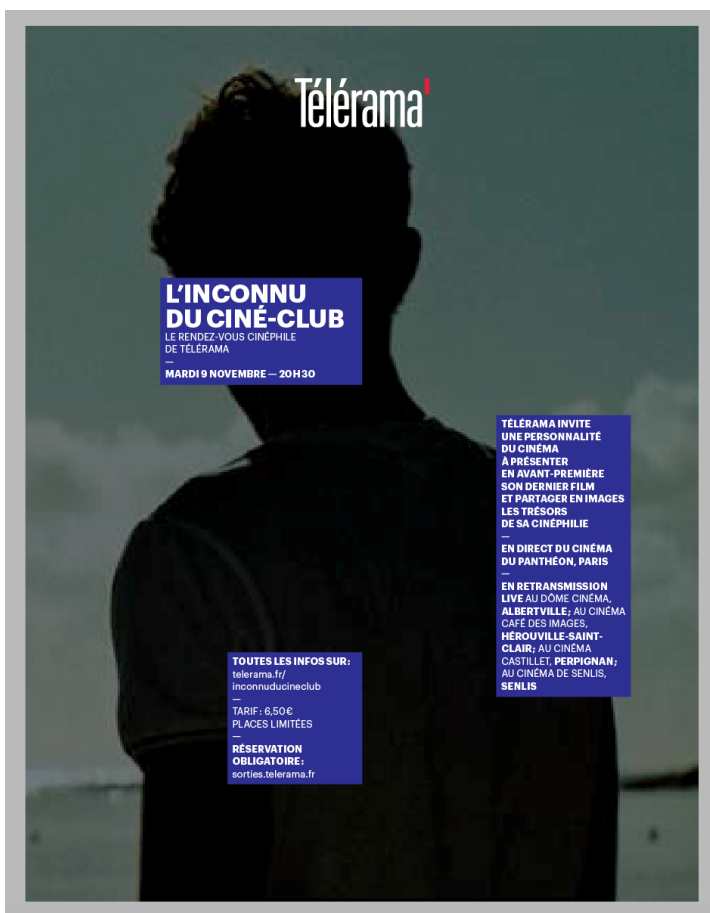 Télérama'
L'INCONNU
DU CINÉ-CLUB
LE RENDEZ-VOUS CINÉPHILE
DE TÉLÉRAMA
—
MARDI 9 NOVEMBRE — 20H30
TÉLÉRAMA INVITE
UNE PERSONNALITÉ
DU CINÉMA
À PRÉSENTER
EN AVANT-PREMIÈRE
SON DERNIER FILM
ET PARTAGER EN IMAGES
LES TRÉSORS
DE SA CINÉPHILIE
—
EN DIRECT DU CINÉMA
DU PANTHÉON, PARIS
—
EN RETRANSMISSION
LIVE AU DÔME CINÉMA,
ALBERTVILLE; AU CINÉMA
CAFÉ DES IMAGES,
HÉROUVILLE-SAINT-
CLAIR; AU CINÉMA
CASTILLET, PERPIGNAN;
AU CINÉMA DE SENLIS,
SENLIS
TOUTES LES INFOS SUR:
telerama.fr/
inconnuducineclub
—
TARIF: 6,50€
PLACES LIMITÉES
—
RÉSERVATION
OBLIGATOIRE:
sorties.telerama.fr